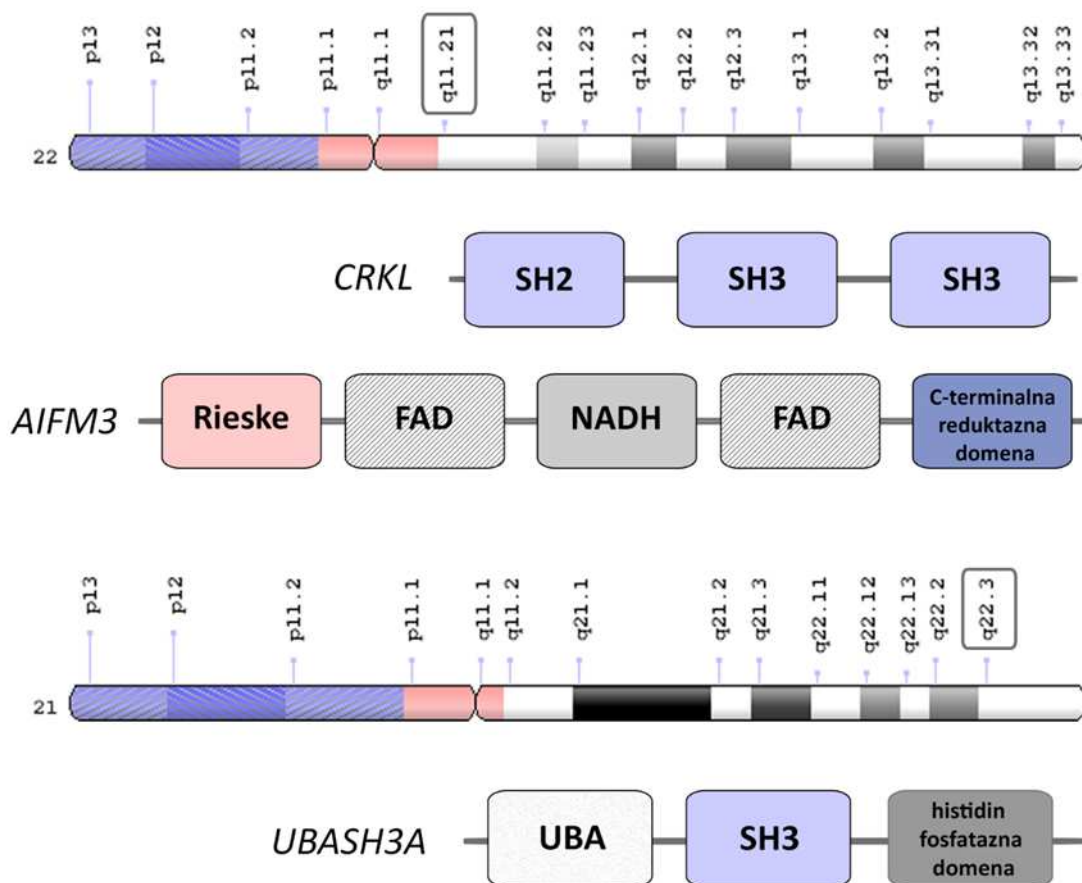 p13 p12 p11.2 p11.1 q11.1 q11.21 q11.22 q11.23 q12.1 q12.2 q12.3 q13.1 q13.2 q13.31 q13.32 q13.33
22
CRKL SH2 SH3 SH3
AIFM3 Rieske FAD NADH FAD C-terminalna
reduktazna
domena
p13 p12 p11.2 p11.1 q11.1 q11.2 q21.1 q21.2 q21.3 q22.11 q22.12 q22.13 q22.2 q22.3
21
UBASH3A UBA SH3 histidin
fosfatazna
domena